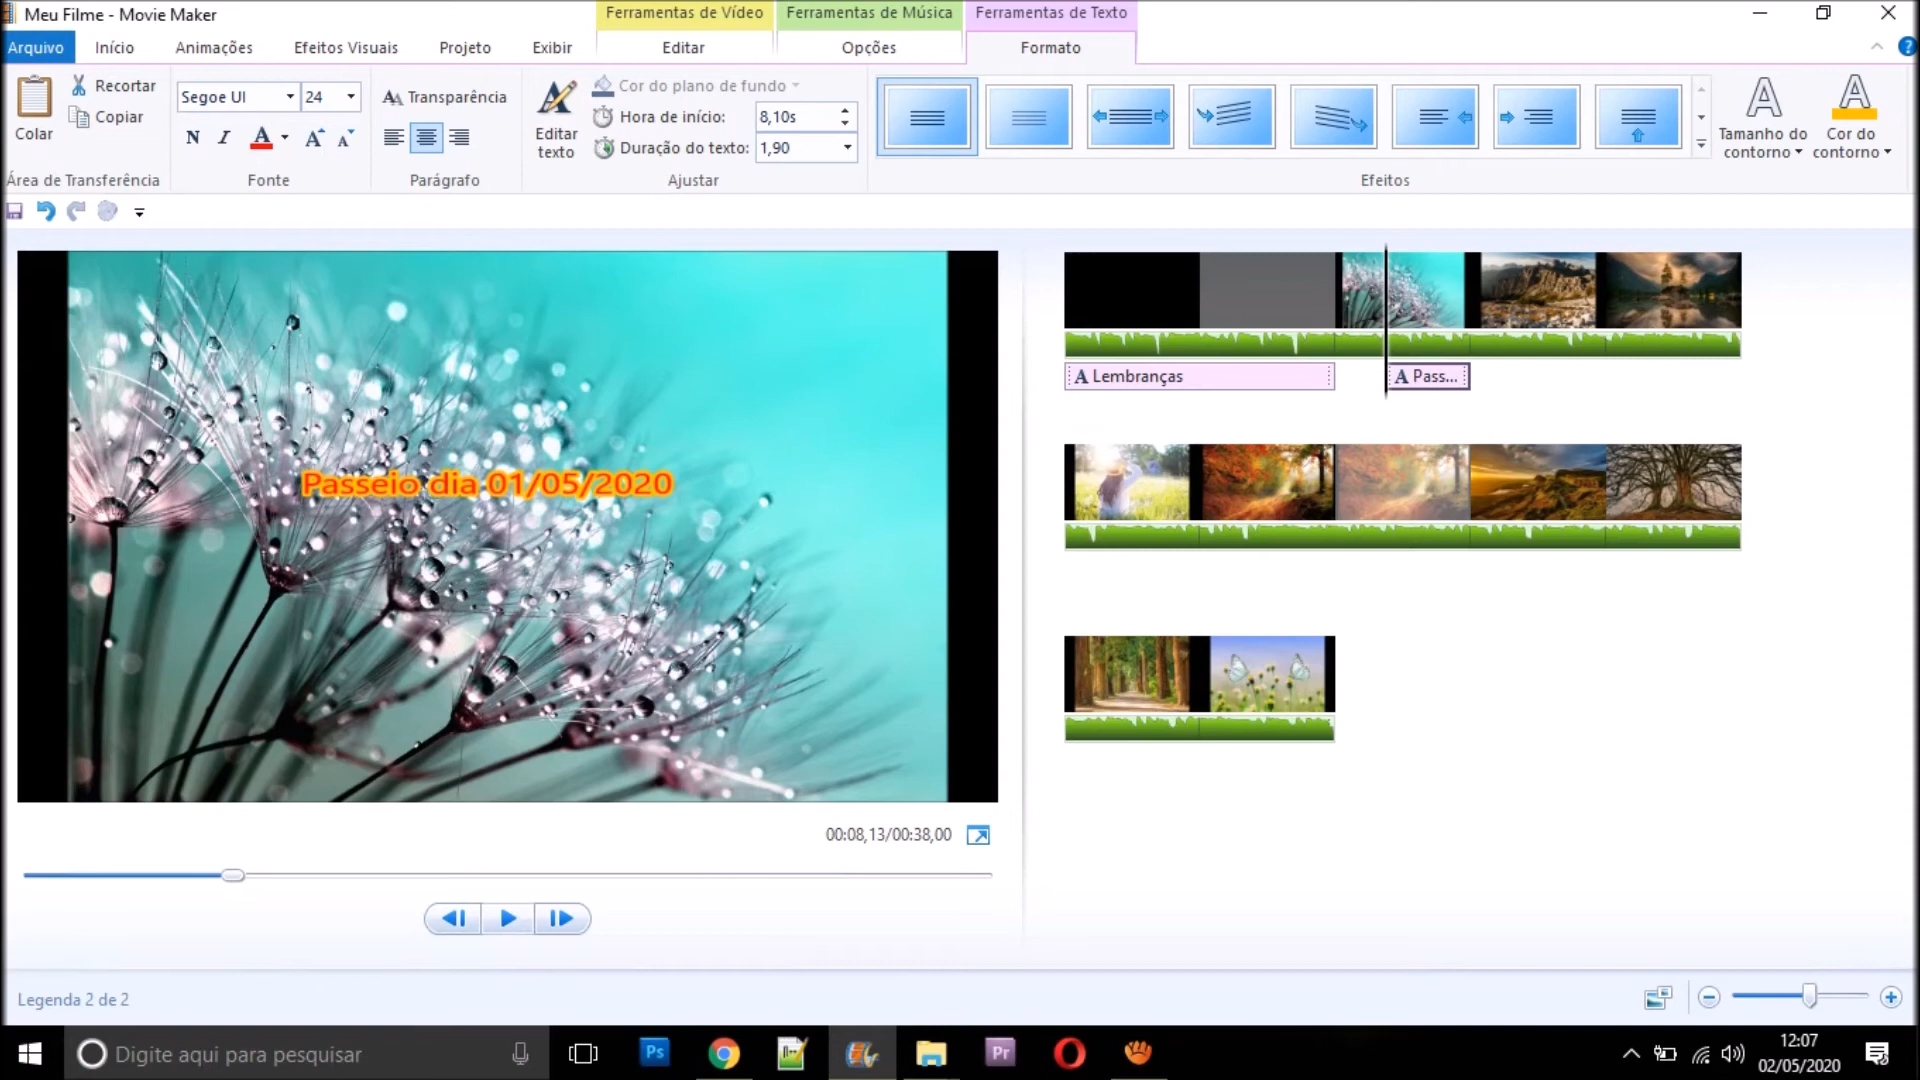 Meu Filme - Movie Maker
Ferramentas de Vídeo
Ferramentas de Música
Ferramentas de Texto
Arquivo
Início
Animações
Efeitos Visuais
Projeto
Exibir
Editar
Opções
Formato
Colar
Recortar
Copiar
Área de Transferência
Segoe UI
24
N I A A A
Fonte
Transparência
Parágrafo
Editar
texto
Cor do plano de fundo
Hora de início:
8,10s
Duração do texto:
1,90
Ajustar
Efeitos
Tamanho do
contorno
Cor do
contorno
Passeio dia 01/05/2020
A Lembranças
A Pass...
00:08,13/00:38,00
Legenda 2 de 2
Digite aqui para pesquisar
Ps
Pr
12:07
02/05/2020